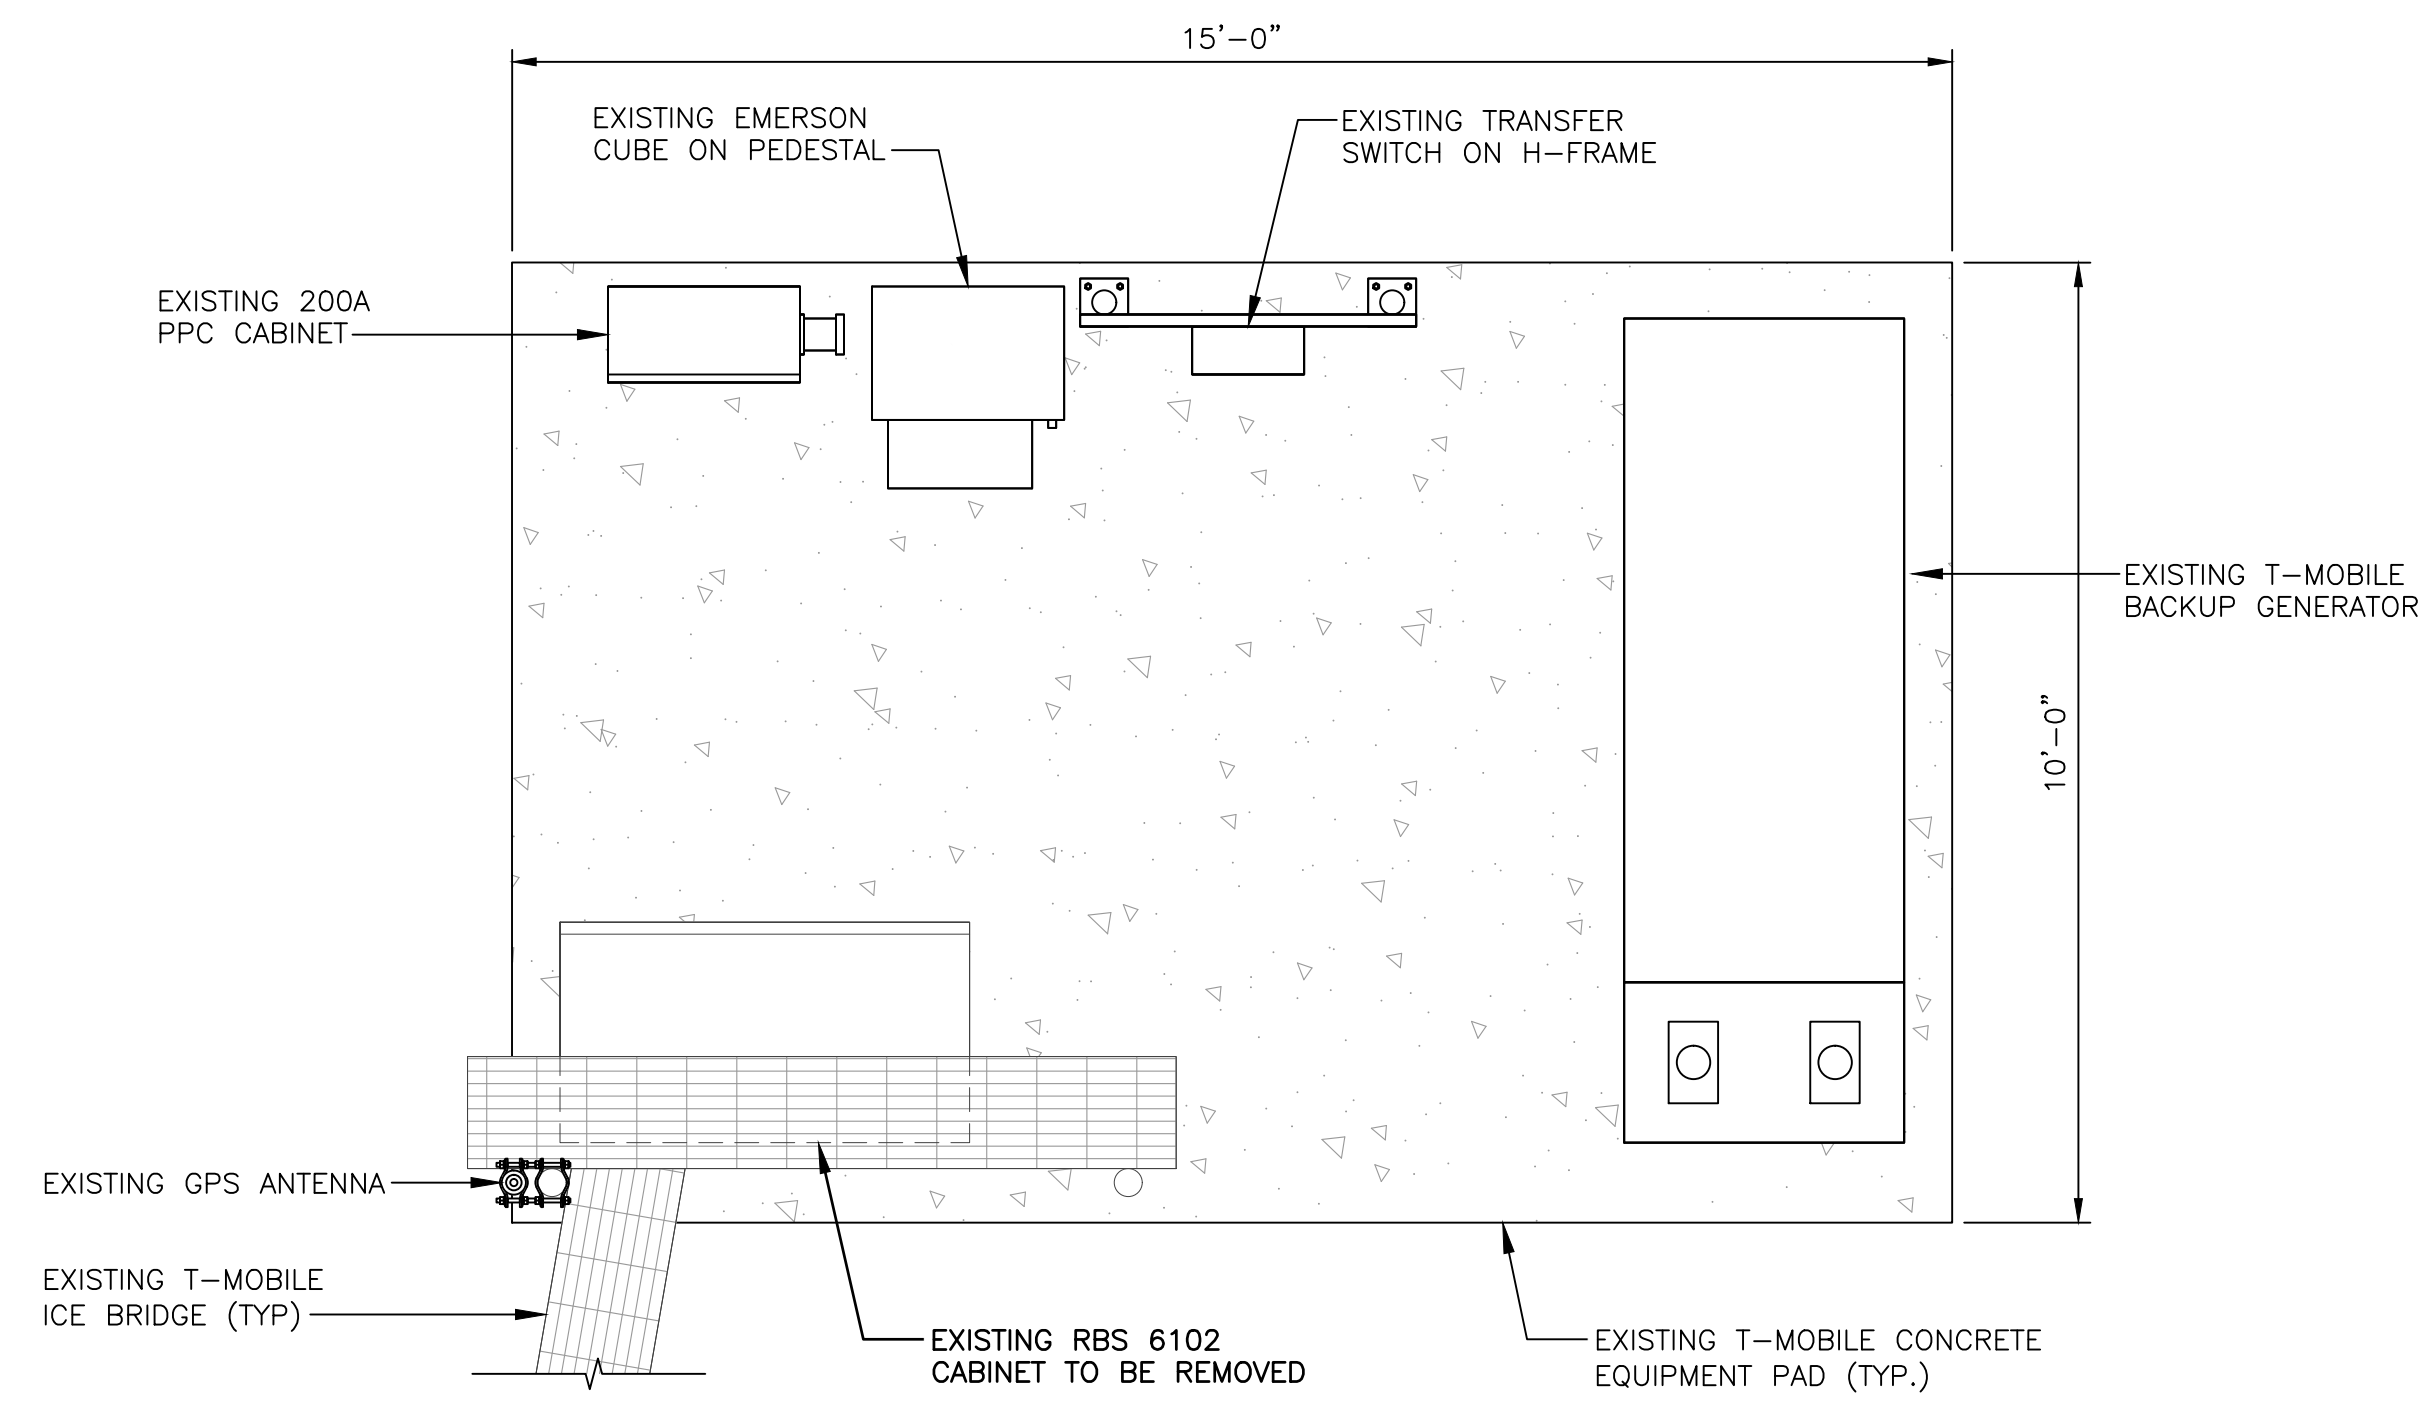 15'-0"
EXISTING EMERSON
CUBE ON PEDESTAL
EXISTING TRANSFER
SWITCH ON H-FRAME
EXISTING 200A
PPC CABINET
EXISTING T-MOBILE
BACKUP GENERATOR
10'-0"
EXISTING GPS ANTENNA
EXISTING T-MOBILE
ICE BRIDGE (TYP)
EXISTING RBS 6102
CABINET TO BE REMOVED
EXISTING T-MOBILE CONCRETE
EQUIPMENT PAD (TYP.)